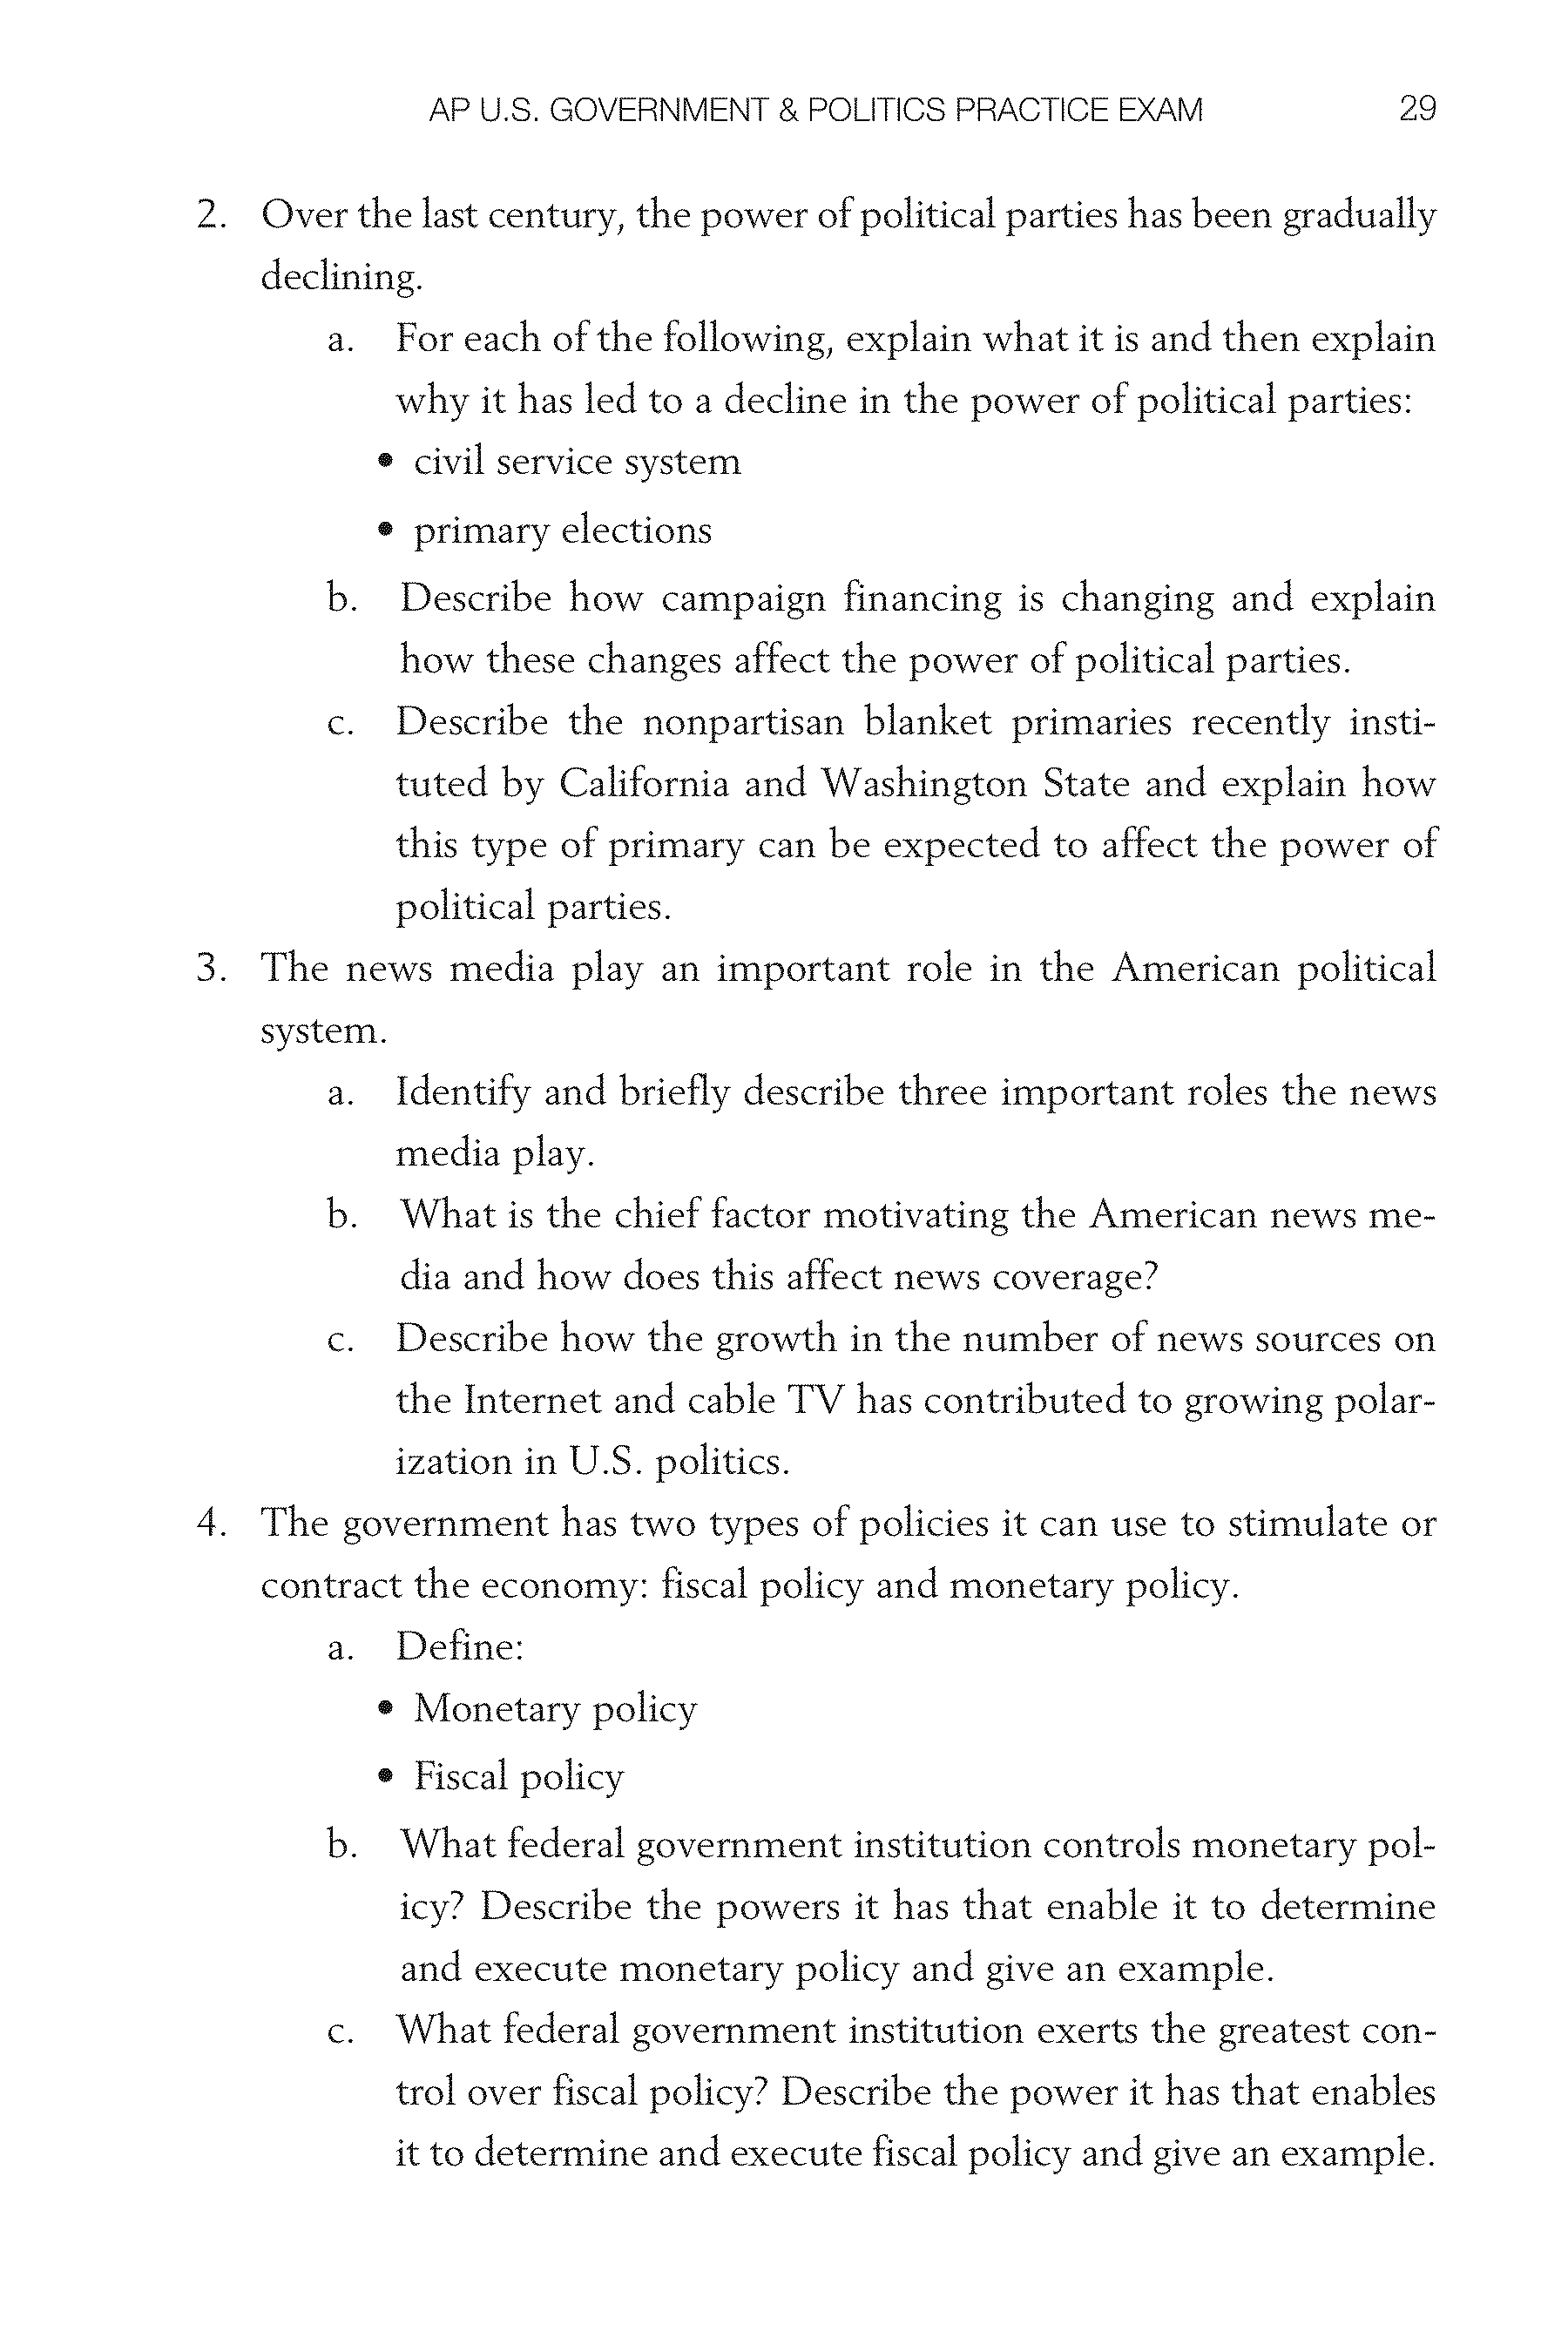 AP U.S. GOVERNMENT & POLITICS PRACTICE EXAM 29
2. Over the last century, the power of political parties has been gradually
declining.
a. For each of the following, explain what it is and then explain
why it has led to a decline in the power of political parties:
• civil service system
• primary elections
b. Describe how campaign financing is changing and explain
how these changes affect the power of political parties.
c. Describe the nonpartisan blanket primaries recently insti-
tuted by California and Washington State and explain how
this type of primary can be expected to affect the power of
political parties.
3. The news media play an important role in the American political
system.
a. Identify and briefly describe three important roles the news
media play.
b. What is the chief factor motivating the American news me-
dia and how does this affect news coverage?
c. Describe how the growth in the number of news sources on
the Internet and cable TV has contributed to growing polar-
ization in U.S. politics.
4. The government has two types of policies it can use to stimulate or
contract the economy: fiscal policy and monetary policy.
a. Define:
• Monetary policy
• Fiscal policy
b. What federal government institution controls monetary pol-
icy? Describe the powers it has that enable it to determine
and execute monetary policy and give an example.
c. What federal government institution exerts the greatest con-
trol over fiscal policy? Describe the power it has that enables
it to determine and execute fiscal policy and give an example.